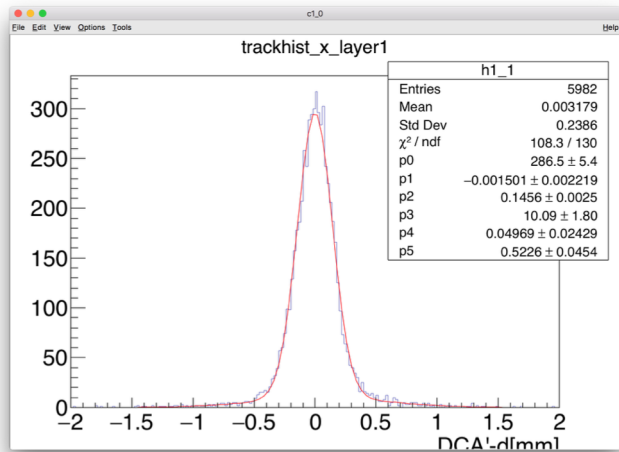 c1_0
File Edit View Options Tools Help
trackhist_x_layer1
h1_1
Entries 5982
Mean 0.003179
Std Dev 0.2386
χ² / ndf 108.3 / 130
p0 286.5 ± 5.4
p1 −0.001501 ± 0.002219
p2 0.1456 ± 0.0025
p3 10.09 ± 1.80
p4 0.04969 ± 0.02429
p5 0.5226 ± 0.0454
300
250
200
150
100
50
0
−2 −1.5 −1 −0.5 0 0.5 1 1.5 2
DCA'-d[mm]